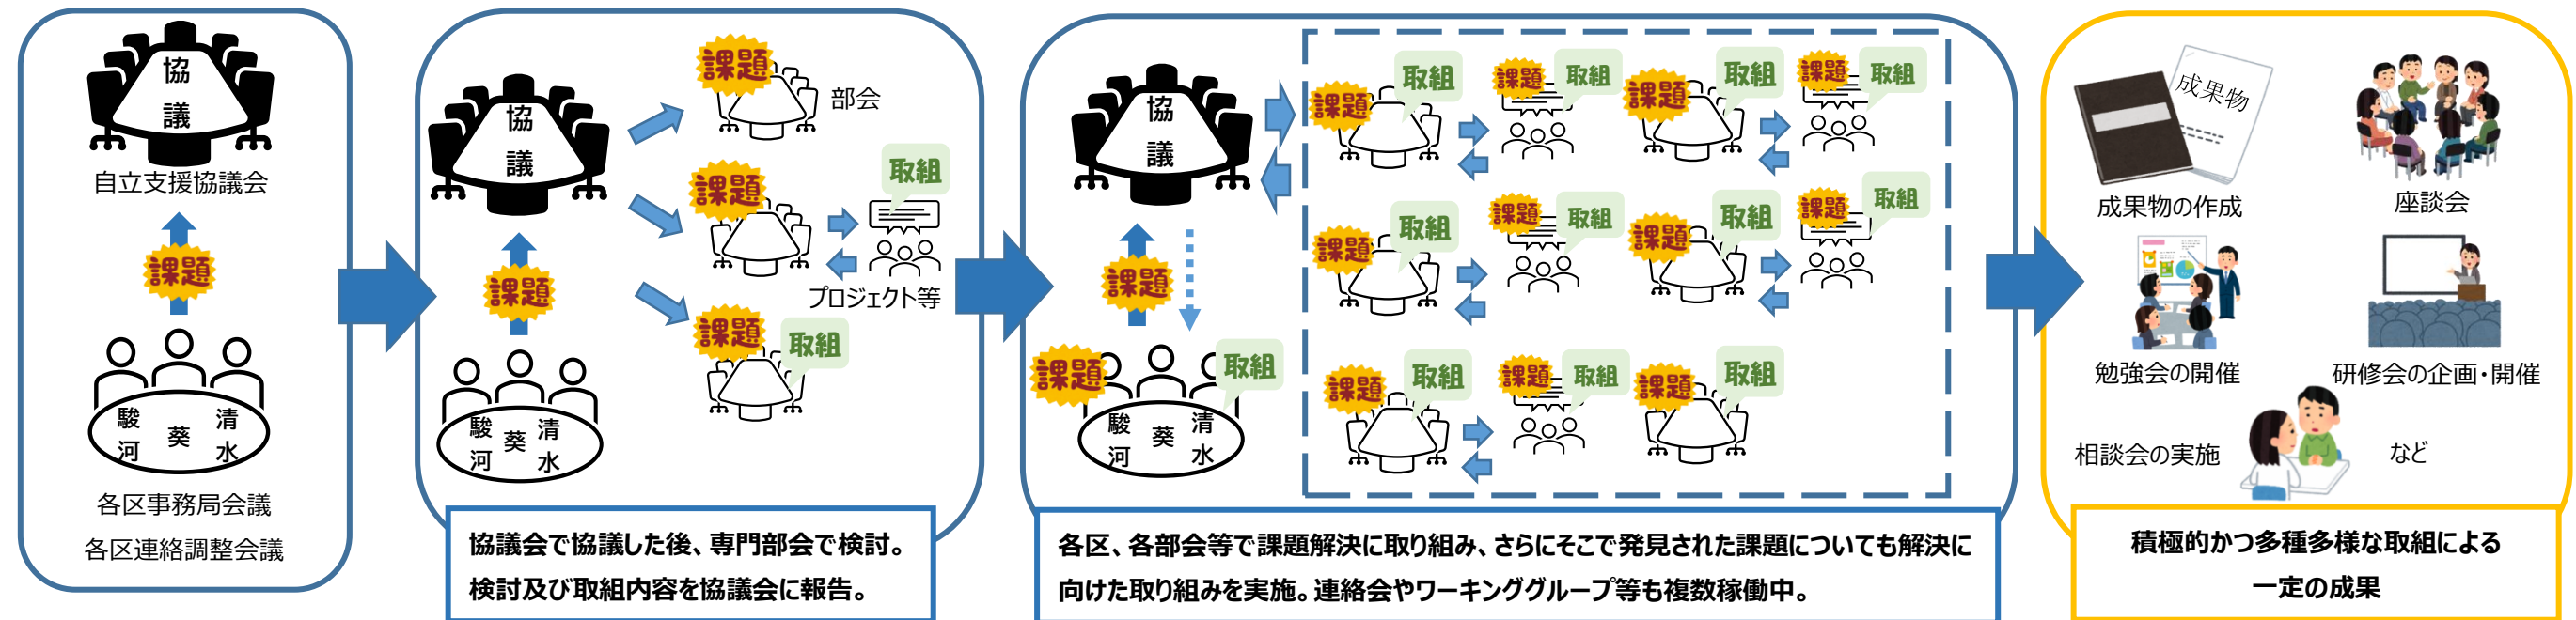 協
議
自立支援協議会
課題
駿河
葵
清水
各区事務局会議
各区連絡調整会議
協
議
課題
駿河
葵
清水
課題
部会
課題
取組
プロジェクト等
課題
取組
協議会で協議した後、専門部会で検討。
検討及び取組内容を協議会に報告。
協
議
課題
課題
取組
駿河
葵
清水
課題
取組
課題
取組
課題
取組
課題
取組
課題
取組
課題
取組
課題
取組
課題
取組
課題
取組
課題
取組
課題
取組
各区、各部会等で課題解決に取り組み、さらにそこで発見された課題についても解決に
向けた取り組みを実施。連絡会やワーキンググループ等も複数稼働中。
成果物
成果物の作成
座談会
勉強会の開催
研修会の企画・開催
相談会の実施
など
積極的かつ多種多様な取組による
一定の成果